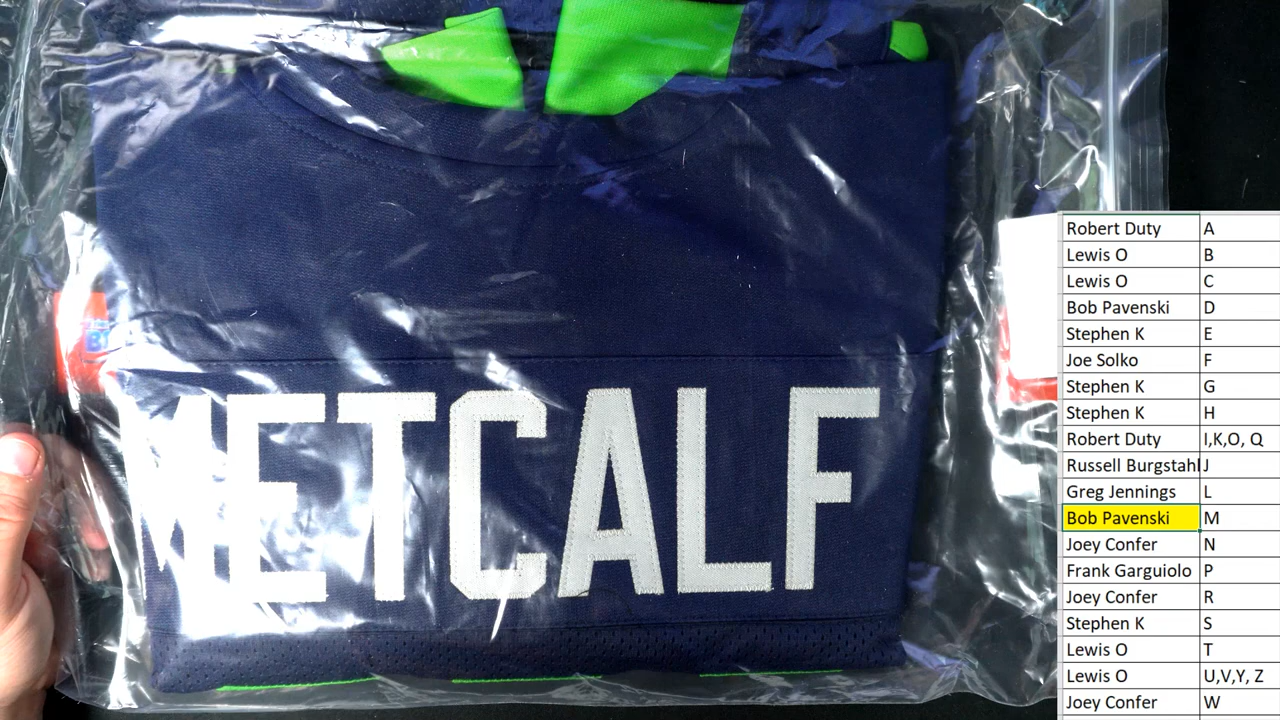 METCALF
Robert Duty A
Lewis O B
Lewis O C
Bob Pavenski D
Stephen K E
Joe Solko F
Stephen K G
Stephen K H
Robert Duty I,K,O, Q
Russell Burgstahl J
Greg Jennings L
Bob Pavenski M
Joey Confer N
Frank Garguiolo P
Joey Confer R
Stephen K S
Lewis O T
Lewis O U,V,Y, Z
Joey Confer W